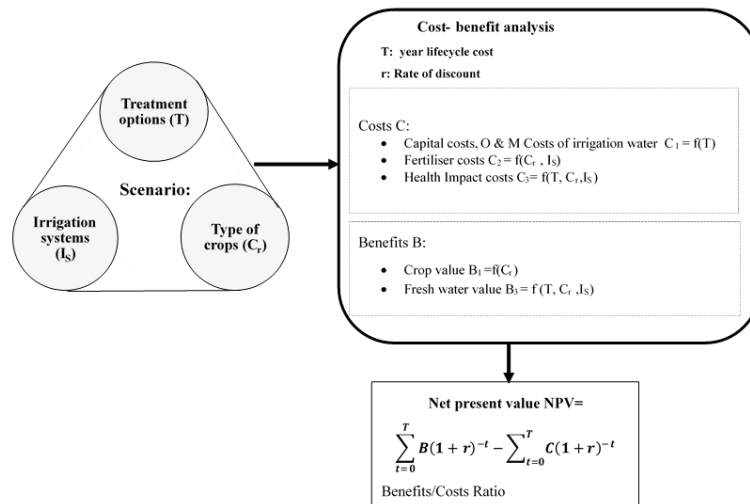 Treatment
options (T)
Scenario:
Irrigation
systems
(I_S)
Type of
crops (C_r)
Cost- benefit analysis
T: year lifecycle cost
r: Rate of discount
Costs C:
• Capital costs, O & M Costs of irrigation water C_1 = f(T)
• Fertiliser costs C_2 = f(C_r , I_S)
• Health Impact costs C_3= f(T, C_r,I_S)
Benefits B:
• Crop value B_1 =f(C_r)
• Fresh water value B_3 = f (T, C_r ,I_S)
Net present value NPV=
∑_{t=0}^{T} B(1 + r)^{-t} − ∑_{t=0}^{T} C(1 + r)^{-t}
Benefits/Costs Ratio